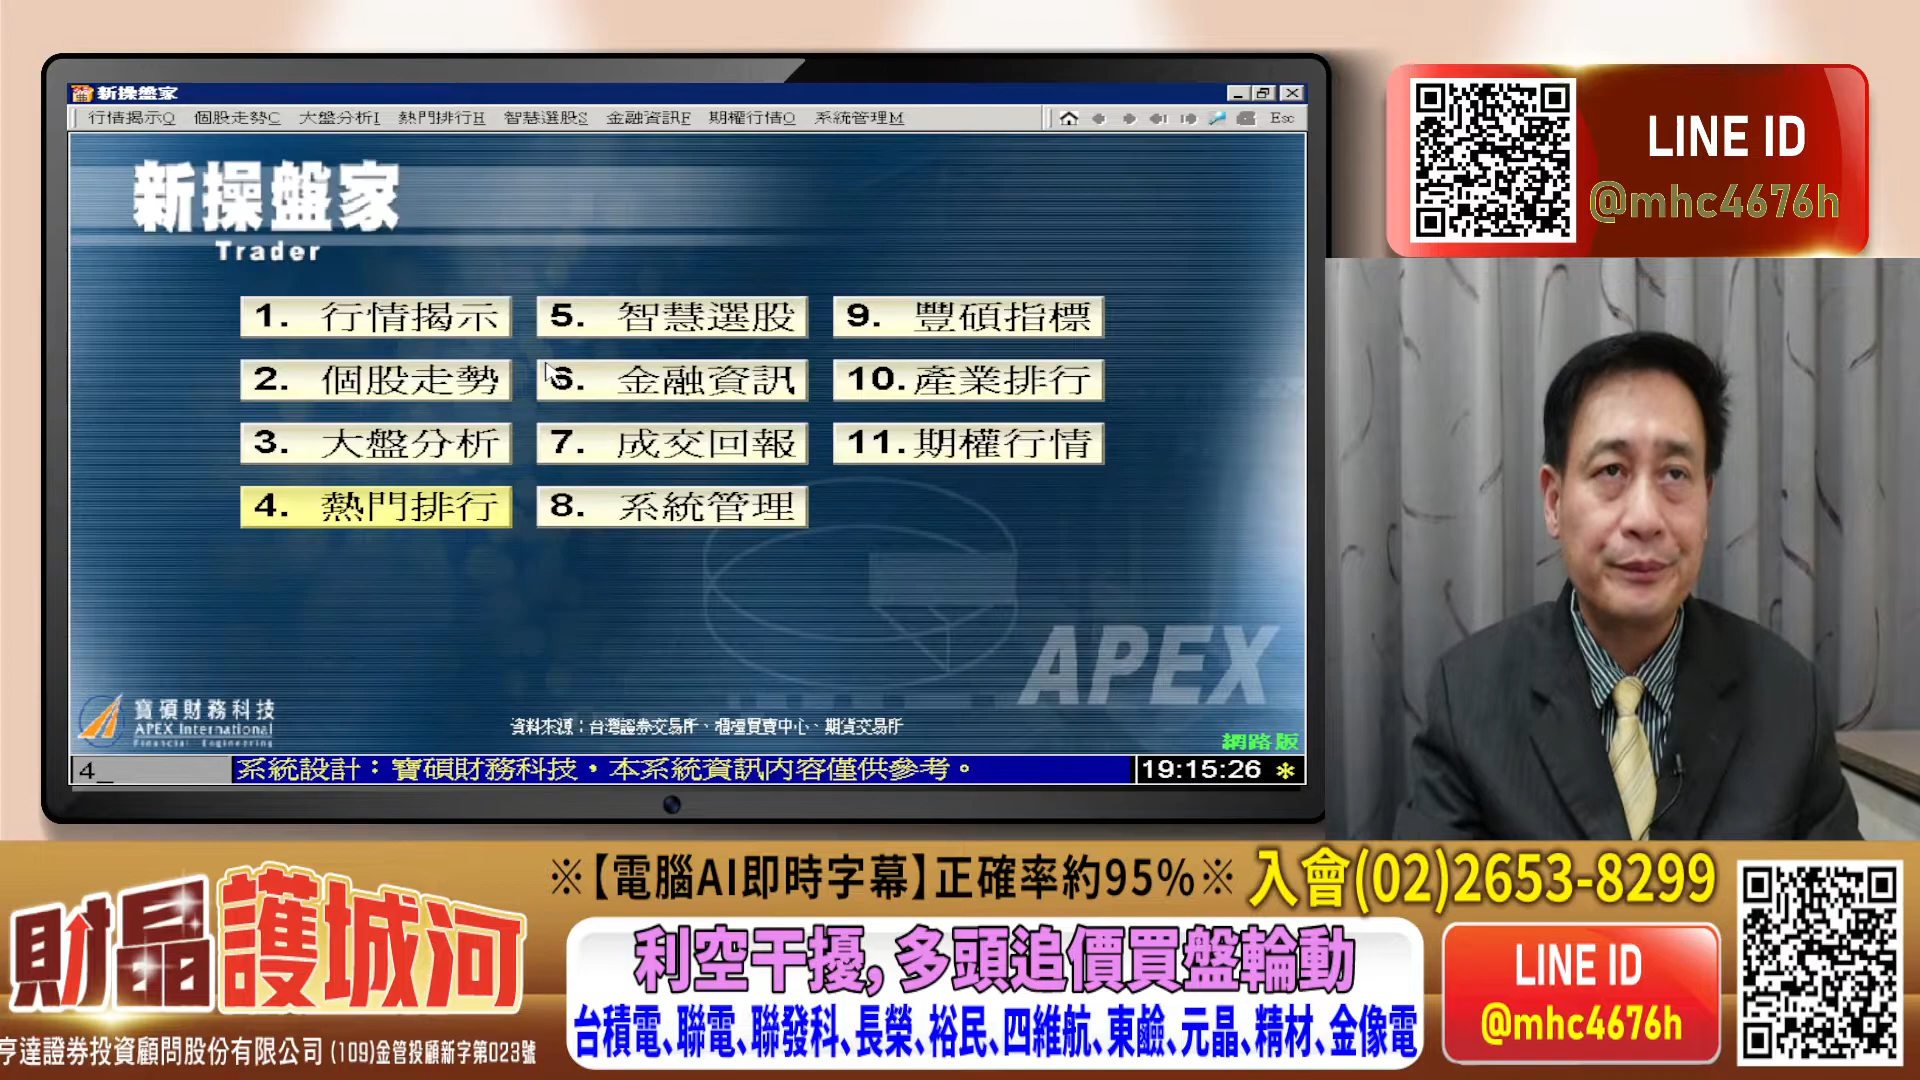 新操盤家
行情揭示Q 個股走勢C 大盤分析I 熱門排行H 智慧選股S 金融資訊F 期權行情O 系統管理M Esc
新操盤家
Trader
1. 行情揭示
2. 個股走勢
3. 大盤分析
4. 熱門排行
5. 智慧選股
6. 金融資訊
7. 成交回報
8. 系統管理
9. 豐碩指標
10. 產業排行
11. 期權行情
APEX
寶碩財務科技
APEX International
Financial Engineering
資料來源：台灣證券交易所、櫃檯買賣中心、期貨交易所
網路版
4_
系統設計：寶碩財務科技，本系統資訊內容僅供參考。
19:15:26 *
LINE ID
@mhc4676h
※【電腦AI即時字幕】正確率約95%※
入會(02)2653-8299
財晶護城河
亨達證券投資顧問股份有限公司 (109)金管投顧新字第023號
利空干擾,多頭追價買盤輪動
台積電、聯電、聯發科、長榮、裕民、四維航、東鹼、元晶、精材、金像電
LINE ID
@mhc4676h